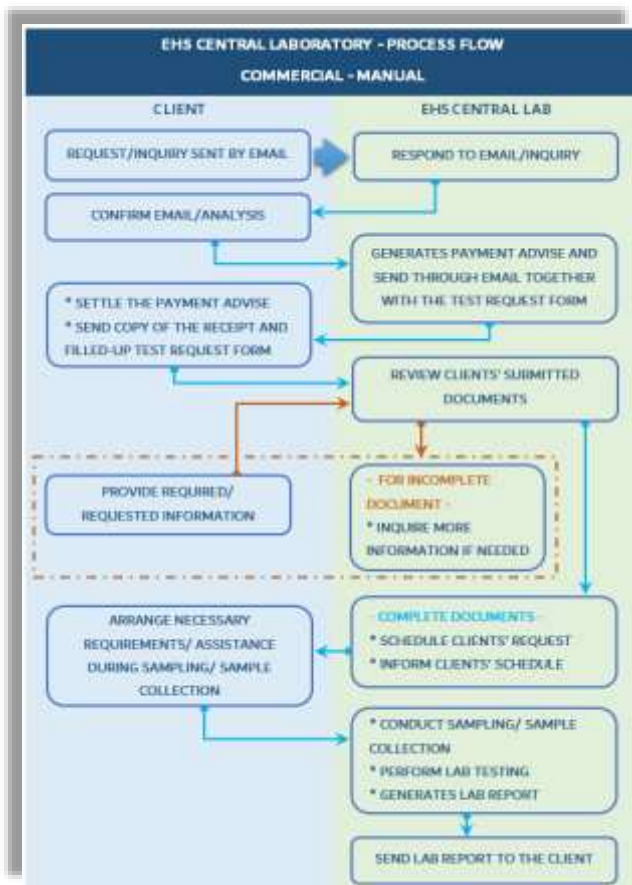 EHS CENTRAL LABORATORY - PROCESS FLOW
COMMERCIAL - MANUAL
CLIENT
EHS CENTRAL LAB
REQUEST/INQUIRY SENT BY EMAIL
RESPOND TO EMAIL/INQUIRY
CONFIRM EMAIL/ANALYSIS
GENERATES PAYMENT ADVISE AND
SEND THROUGH EMAIL TOGETHER
WITH THE TEST REQUEST FORM
* SETTLE THE PAYMENT ADVISE
* SEND COPY OF THE RECEIPT AND
FILLED-UP TEST REQUEST FORM
REVIEW CLIENTS' SUBMITTED
DOCUMENTS
PROVIDE REQUIRED/
REQUESTED INFORMATION
- FOR INCOMPLETE
DOCUMENT -
* INQUIRE MORE
INFORMATION IF NEEDED
ARRANGE NECESSARY
REQUIREMENTS/ ASSISTANCE
DURING SAMPLING/ SAMPLE
COLLECTION
- COMPLETE DOCUMENTS -
* SCHEDULE CLIENTS' REQUEST
* INFORM CLIENTS' SCHEDULE
* CONDUCT SAMPLING/ SAMPLE
COLLECTION
* PERFORM LAB TESTING
* GENERATES LAB REPORT
SEND LAB REPORT TO THE CLIENT